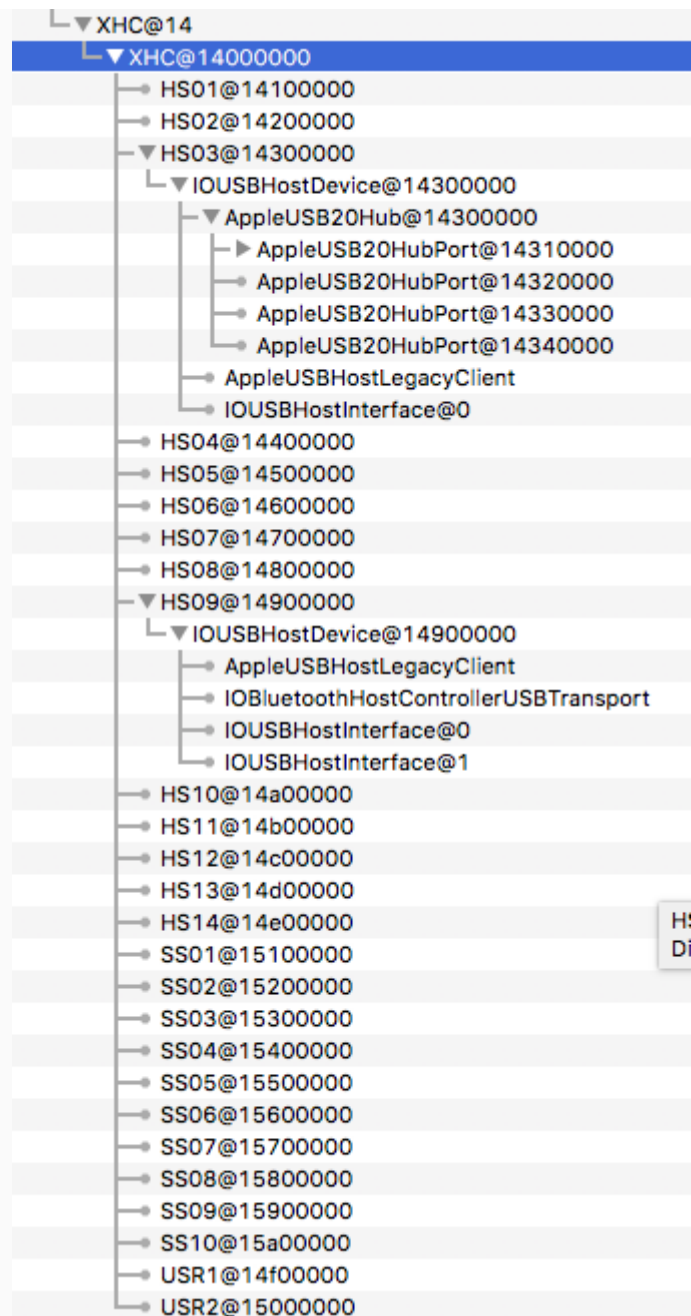 XHC@14
XHC@14000000
HS01@14100000
HS02@14200000
HS03@14300000
IOUSBHostDevice@14300000
AppleUSB20Hub@14300000
AppleUSB20HubPort@14310000
AppleUSB20HubPort@14320000
AppleUSB20HubPort@14330000
AppleUSB20HubPort@14340000
AppleUSBHostLegacyClient
IOUSBHostInterface@0
HS04@14400000
HS05@14500000
HS06@14600000
HS07@14700000
HS08@14800000
HS09@14900000
IOUSBHostDevice@14900000
AppleUSBHostLegacyClient
IOBluetoothHostControllerUSBTransport
IOUSBHostInterface@0
IOUSBHostInterface@1
HS10@14a00000
HS11@14b00000
HS12@14c00000
HS13@14d00000
HS14@14e00000
HS
SS01@15100000
Di
SS02@15200000
SS03@15300000
SS04@15400000
SS05@15500000
SS06@15600000
SS07@15700000
SS08@15800000
SS09@15900000
SS10@15a00000
USR1@14f00000
USR2@15000000